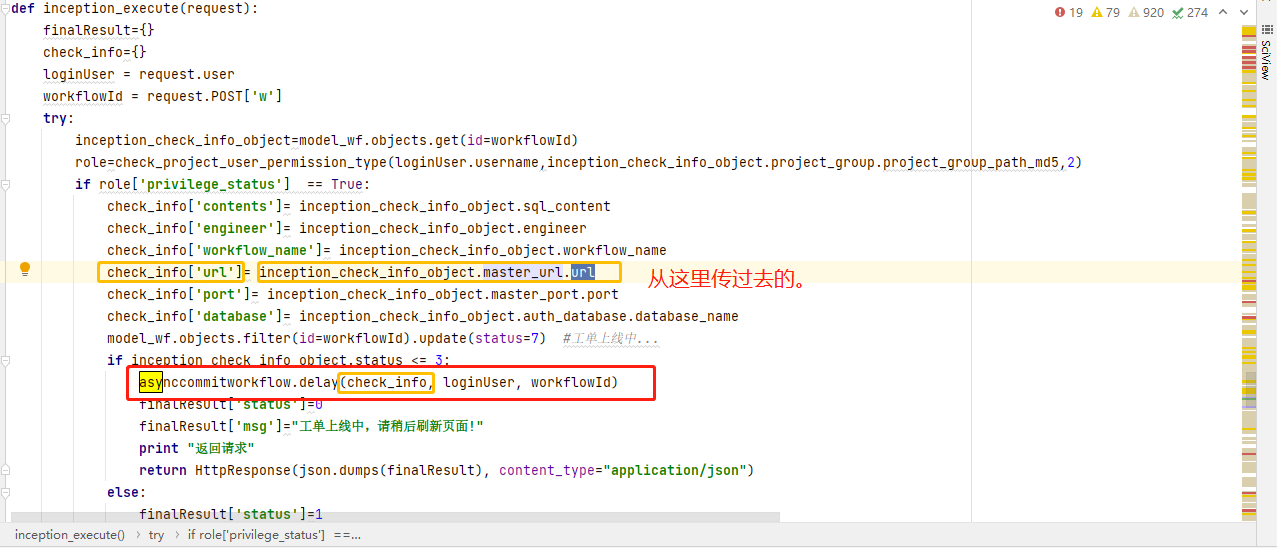 def inception_execute(request):
19 79 920 274
finalResult={}
check_info={}
loginUser = request.user
workflowId = request.POST['w']
try:
inception_check_info_object=model_wf.objects.get(id=workflowId)
role=check_project_user_permission_type(loginUser.username,inception_check_info_object.project_group.project_group_path_md5,2)
if role['privilege_status']  == True:
check_info['contents']= inception_check_info_object.sql_content
check_info['engineer']= inception_check_info_object.engineer
check_info['workflow_name']= inception_check_info_object.workflow_name
check_info['url']= inception_check_info_object.master_url.url 从这里传过去的。
check_info['port']= inception_check_info_object.master_port.port
check_info['database']= inception_check_info_object.auth_database.database_name
model_wf.objects.filter(id=workflowId).update(status=7)  #工单上线中...
if inception_check_info_object.status <= 3:
asynccommitworkflow.delay(check_info, loginUser, workflowId)
finalResult['status']=0
finalResult['msg']="工单上线中，请稍后刷新页面!"
print "返回请求"
return HttpResponse(json.dumps(finalResult), content_type="application/json")
else:
finalResult['status']=1
inception_execute() › try › if role['privilege_status'] ==...
SciView